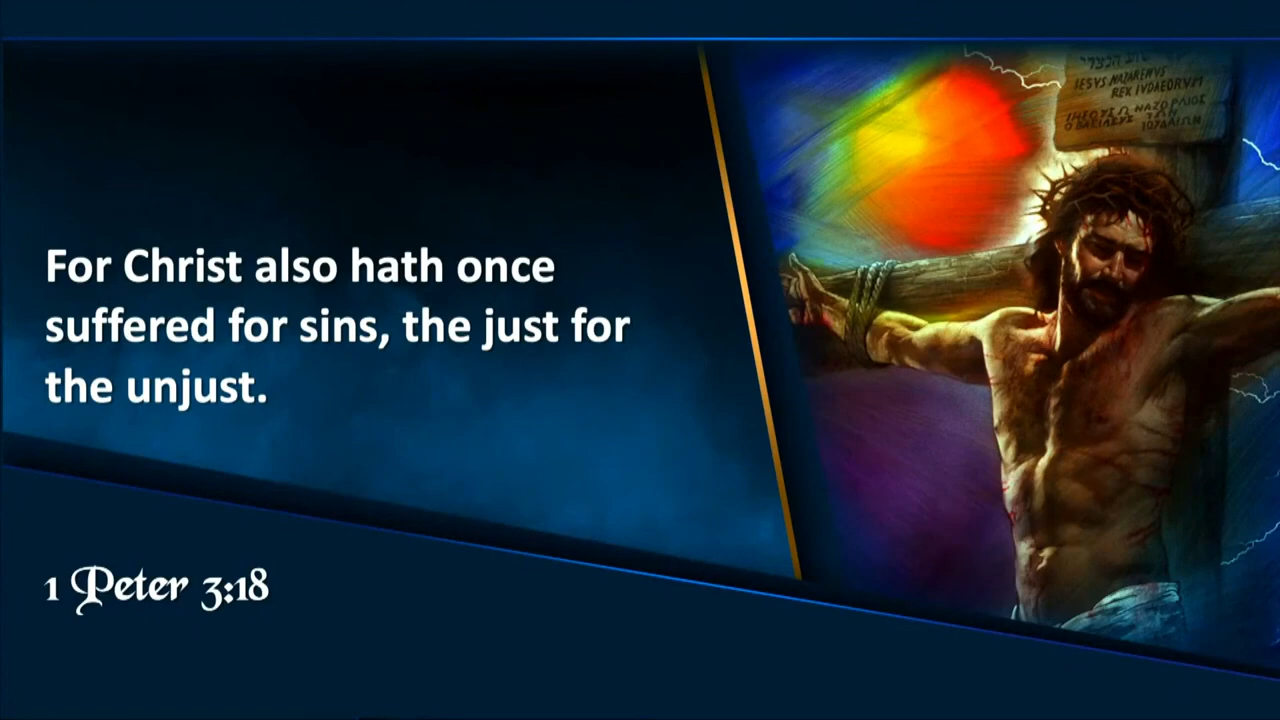 For Christ also hath once
suffered for sins, the just for
the unjust.
1 Peter 3:18
IESVS NAZARENVS
REX IVDAEORVM